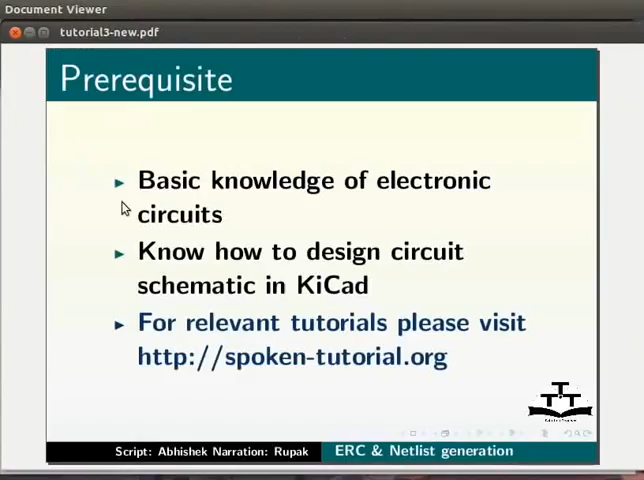 Document Viewer
tutorial3-new.pdf
Prerequisite
Basic knowledge of electronic
circuits
Know how to design circuit
schematic in KiCad
For relevant tutorials please visit
http://spoken-tutorial.org
Script: Abhishek Narration: Rupak
ERC & Netlist generation